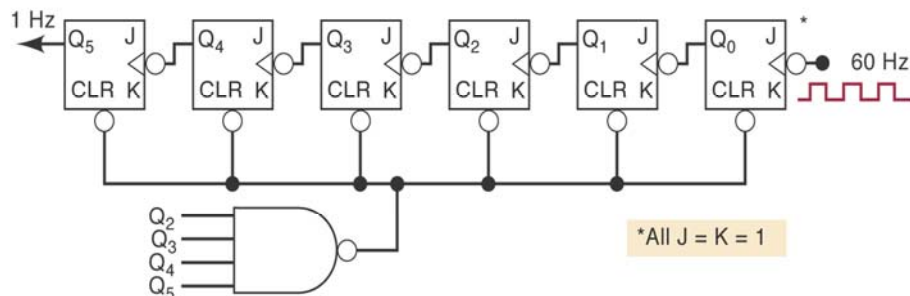 1 Hz
Q5 J Q4 J Q3 J Q2 J Q1 J Q0 J *
60 Hz
CLR K CLR K CLR K CLR K CLR K CLR K
Q2
Q3
Q4
Q5
*All J = K = 1